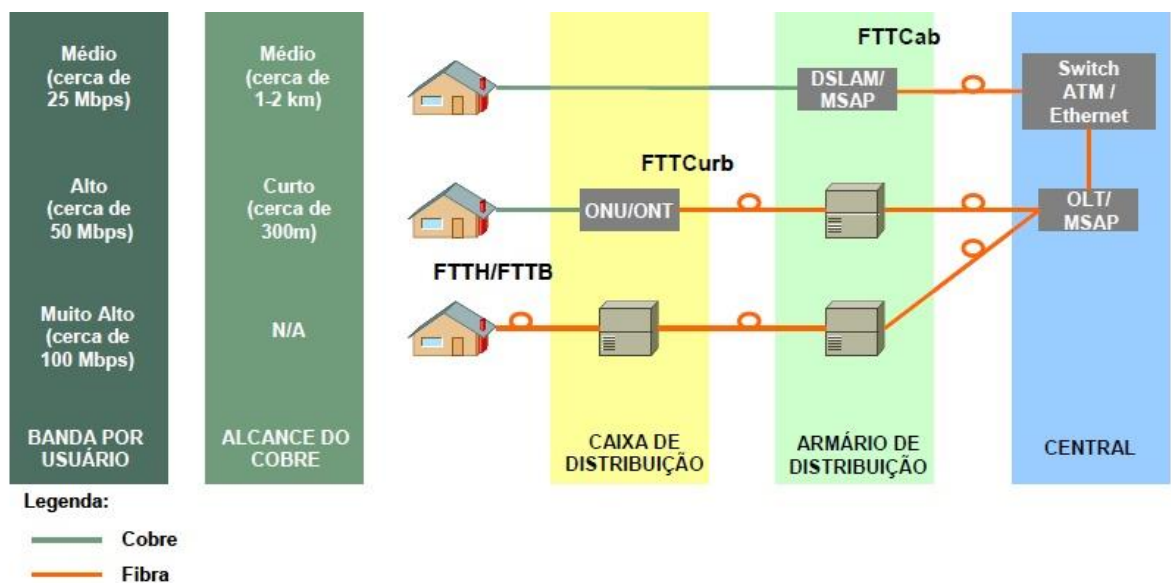 Médio
(cerca de
25 Mbps)
Médio
(cerca de
1-2 km)
FTTCab
DSLAM/
MSAP
Switch
ATM /
Ethernet
Alto
(cerca de
50 Mbps)
Curto
(cerca de
300m)
FTTCurb
ONU/ONT
OLT/
MSAP
FTTH/FTTB
Muito Alto
(cerca de
100 Mbps)
N/A
BANDA POR
USUÁRIO
ALCANCE DO
COBRE
CAIXA DE
DISTRIBUIÇÃO
ARMÁRIO DE
DISTRIBUIÇÃO
CENTRAL
Legenda:
Cobre
Fibra